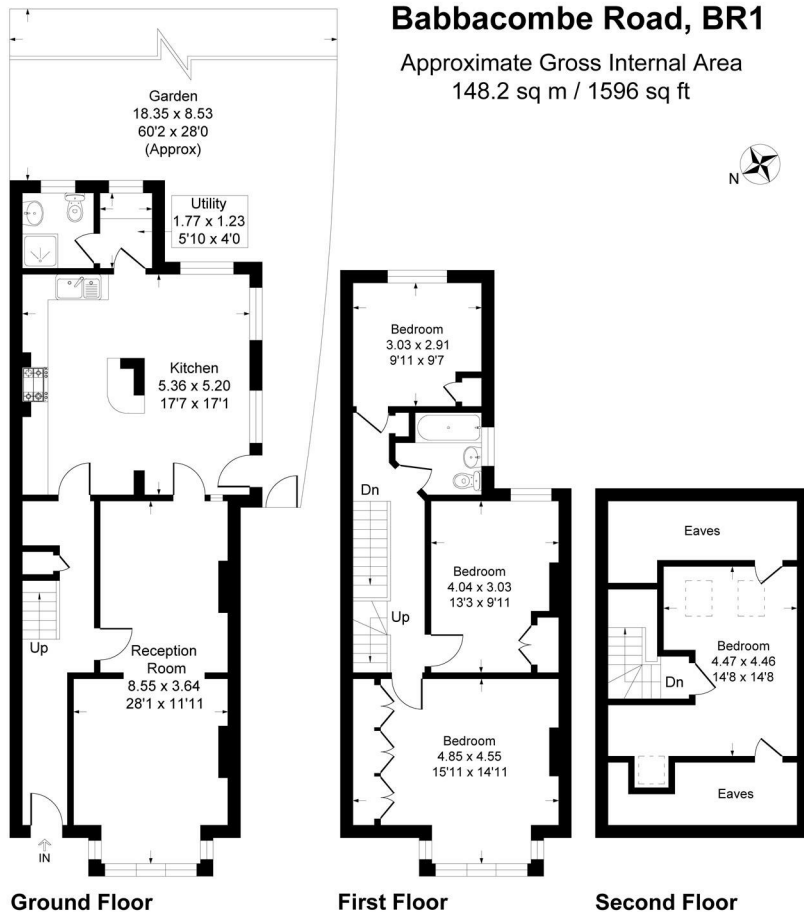 Babbacombe Road, BR1
Approximate Gross Internal Area
148.2 sq m / 1596 sq ft
N
Garden
18.35 x 8.53
60'2 x 28'0
(Approx)
Utility
1.77 x 1.23
5'10 x 4'0
Kitchen
5.36 x 5.20
17'7 x 17'1
Up
Reception
Room
8.55 x 3.64
28'1 x 11'11
IN
Ground Floor
Bedroom
3.03 x 2.91
9'11 x 9'7
Dn
Bedroom
4.04 x 3.03
13'3 x 9'11
Up
Bedroom
4.85 x 4.55
15'11 x 14'11
First Floor
Eaves
Bedroom
4.47 x 4.46
14'8 x 14'8
Dn
Eaves
Second Floor